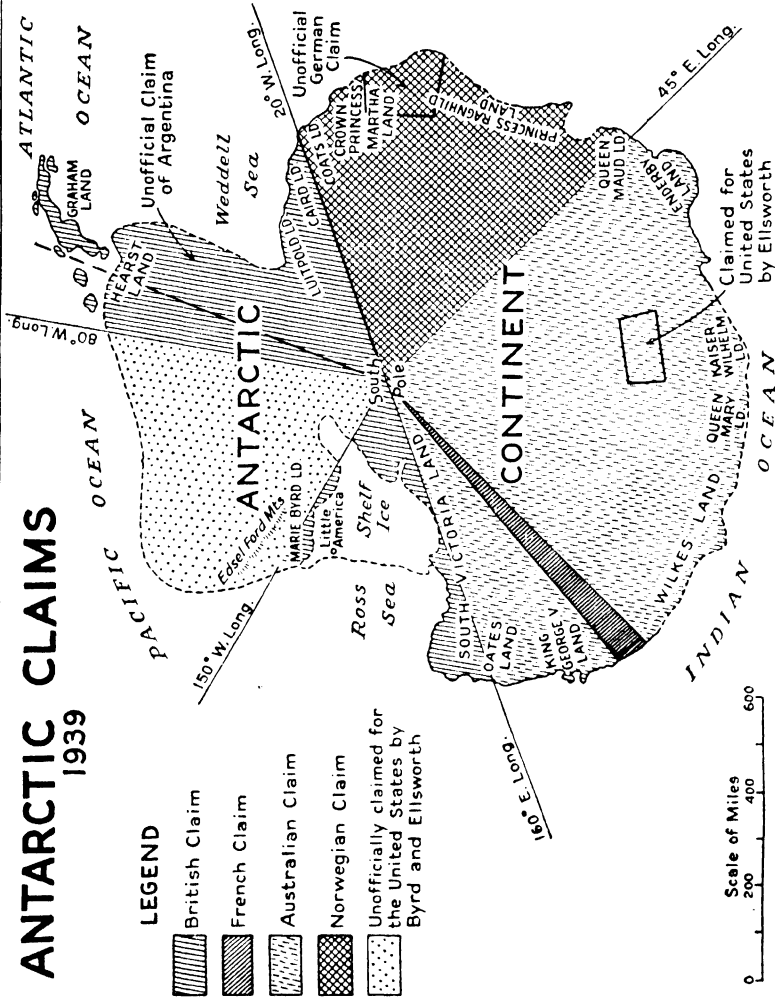 ANTARCTIC CLAIMS
1939
LEGEND
British Claim
French Claim
Australian Claim
Norwegian Claim
Unofficially claimed for
the United States by
Byrd and Ellsworth
Scale of Miles
0 200 400 600
ATLANTIC
OCEAN
PACIFIC
OCEAN
INDIAN
OCEAN
GRAHAM
LAND
Unofficial Claim
of Argentina
Weddell
Sea
20° W. Long.
Unofficial
German
Claim
45° E. Long.
80° W. Long.
HEARST
LAND
LUITPOLD LD
CAIRD LD
COATS LD
CROWN
PRINCESS
MARTHA
LAND
PRINCESS RAGNHILD
LAND
QUEEN
MAUD LD
ENDERBY
LAND
Claimed for
United States
by Ellsworth
ANTARCTIC
CONTINENT
South
Pole
Edsel Ford Mts
MARIE BYRD LD
Little
America
Shelf
Ice
Ross
Sea
150° W. Long.
SOUTH VICTORIA LAND
OATES
LAND
KING
GEORGE V
LAND
WILKES LAND
QUEEN
MARY
LD.
KAISER
WILHELM
LD.
160° E. Long.